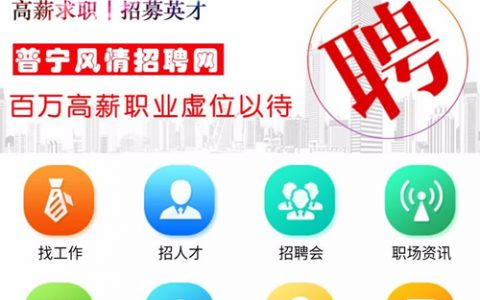 高薪求职|招募英才
普宁风情招聘网
百万高薪职业虚位以待
聘
找工作
招人才
招聘会
职场资讯